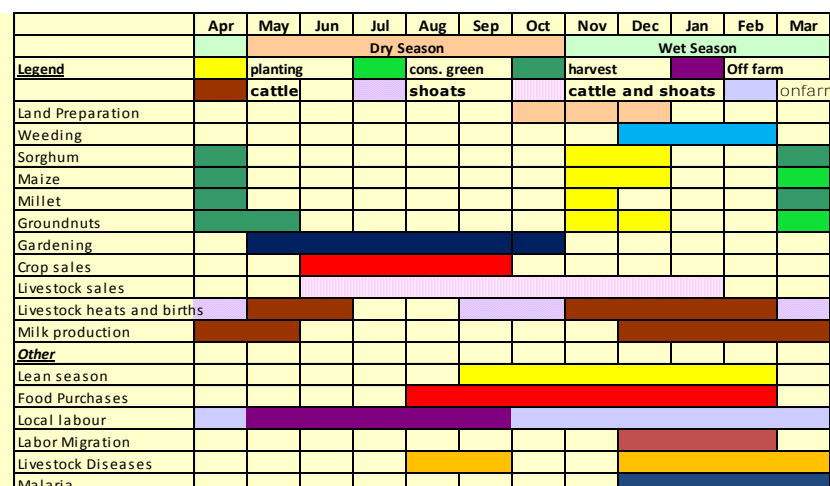 Apr May Jun Jul Aug Sep Oct Nov Dec Jan Feb Mar
Dry Season Wet Season
Legend planting cons. green harvest Off farm
cattle shoats cattle and shoats onfarm
Land Preparation
Weeding
Sorghum
Maize
Millet
Groundnuts
Gardening
Crop sales
Livestock sales
Livestock heats and births
Milk production
Other
Lean season
Food Purchases
Local labour
Labor Migration
Livestock Diseases
Malaria